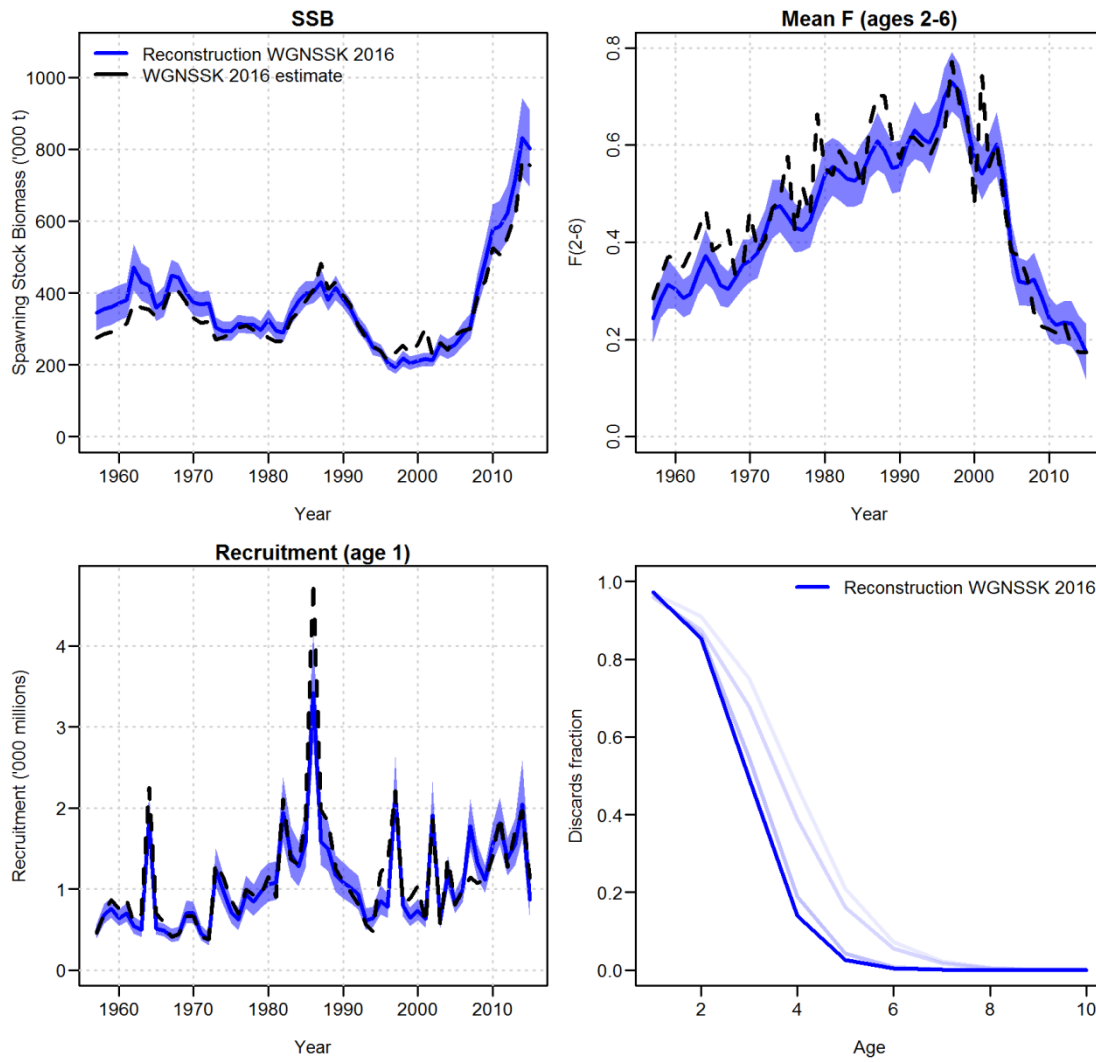 SSB
Reconstruction WGNSSK 2016
WGNSSK 2016 estimate
Spawning Stock Biomass ('000 t)
1000
800
600
400
200
0
1960 1970 1980 1990 2000 2010
Year
Mean F (ages 2-6)
F(2-6)
0.8
0.6
0.4
0.2
0.0
1960 1970 1980 1990 2000 2010
Year
Recruitment (age 1)
Recruitment ('000 millions)
4
3
2
1
0
1960 1970 1980 1990 2000 2010
Year
Reconstruction WGNSSK 2016
Discards fraction
1.0
0.8
0.6
0.4
0.2
0.0
2 4 6 8 10
Age